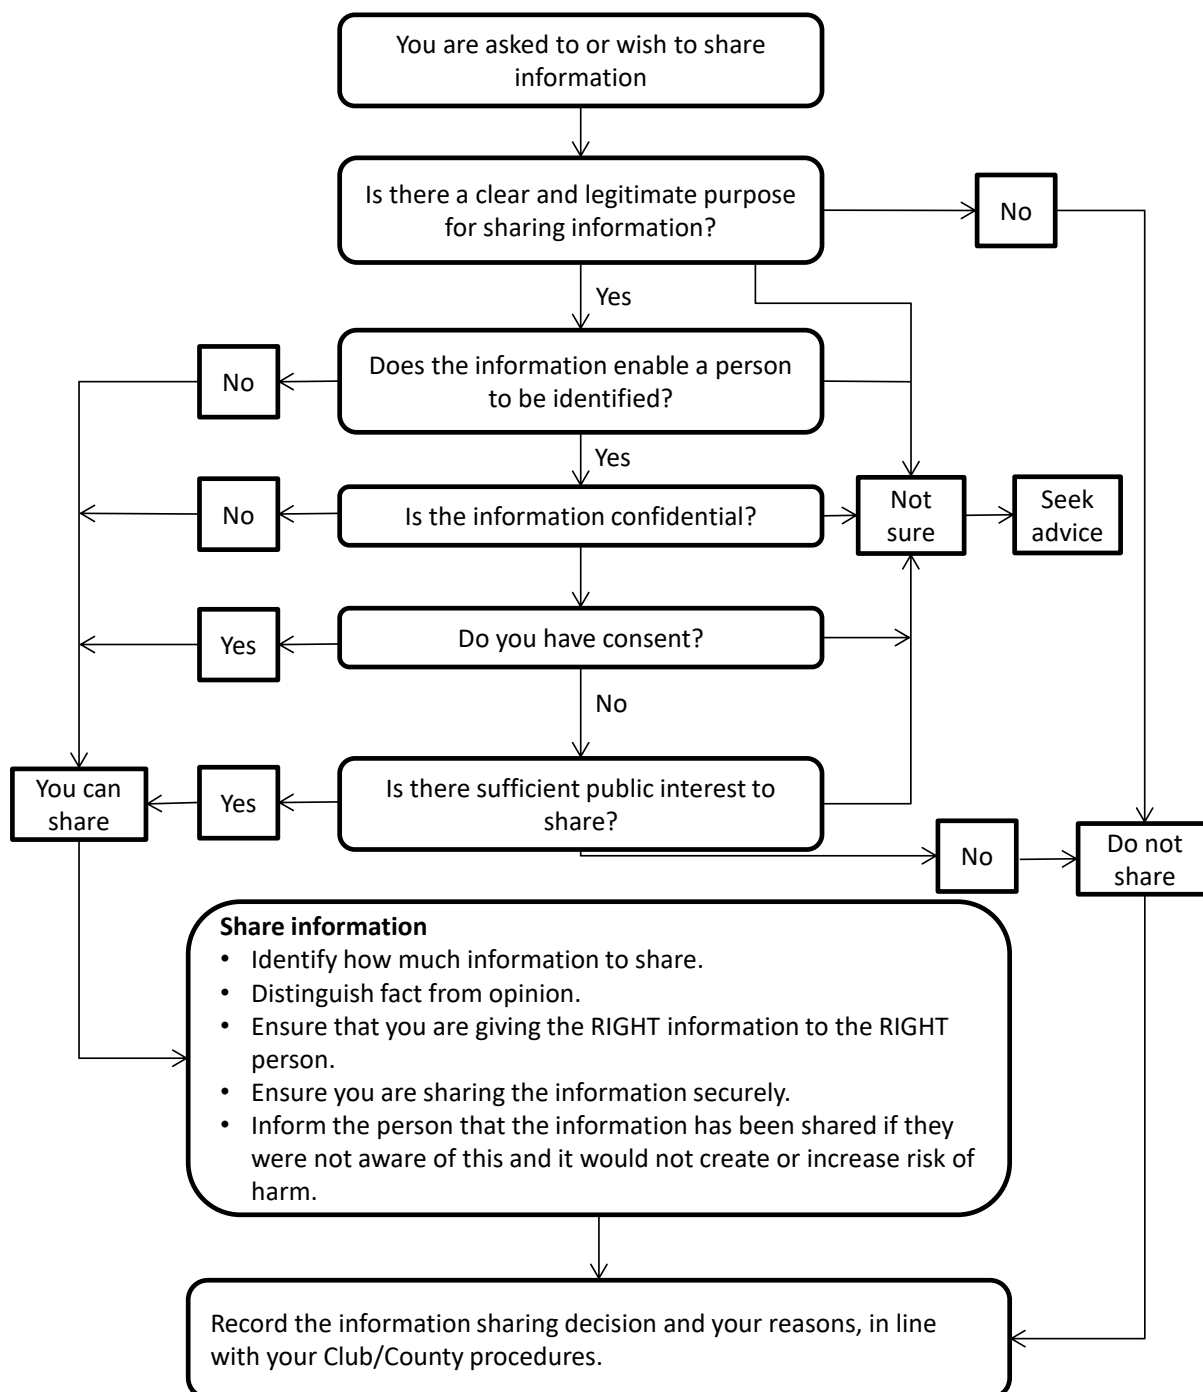 You are asked to or wish to share
information
Is there a clear and legitimate purpose
for sharing information?
No
Yes
Does the information enable a person
to be identified?
No
Yes
Is the information confidential?
No
Not
sure
Seek
advice
Do you have consent?
Yes
No
Is there sufficient public interest to
share?
Yes
You can
share
No
Do not
share
Share information
• Identify how much information to share.
• Distinguish fact from opinion.
• Ensure that you are giving the RIGHT information to the RIGHT
person.
• Ensure you are sharing the information securely.
• Inform the person that the information has been shared if they
were not aware of this and it would not create or increase risk of
harm.
Record the information sharing decision and your reasons, in line
with your Club/County procedures.